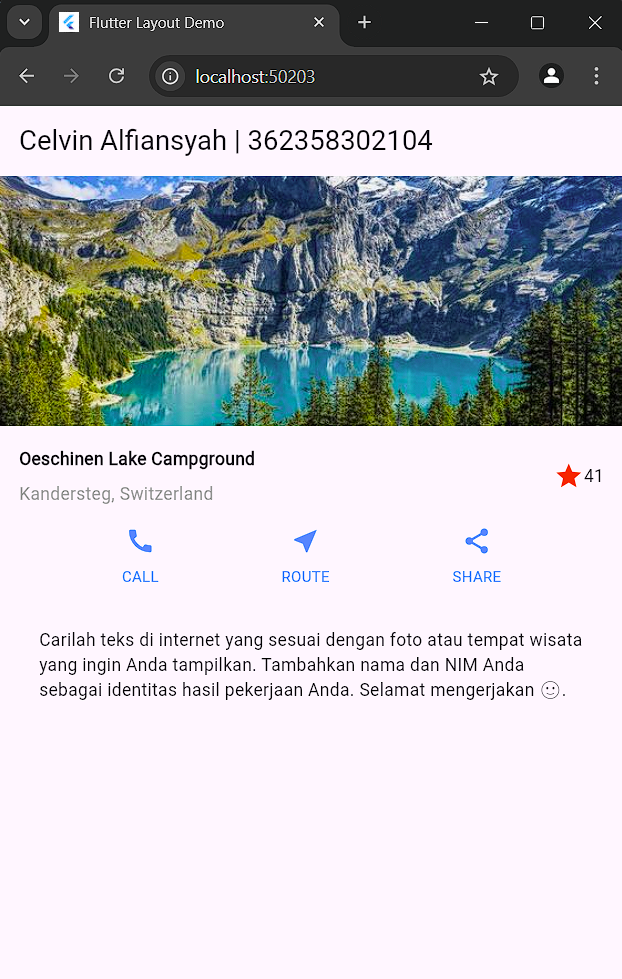 Flutter Layout Demo
localhost:50203
Celvin Alfiansyah | 362358302104
Oeschinen Lake Campground
Kandersteg, Switzerland
41
CALL ROUTE SHARE
Carilah teks di internet yang sesuai dengan foto atau tempat wisata
yang ingin Anda tampilkan. Tambahkan nama dan NIM Anda
sebagai identitas hasil pekerjaan Anda. Selamat mengerjakan 🙂.